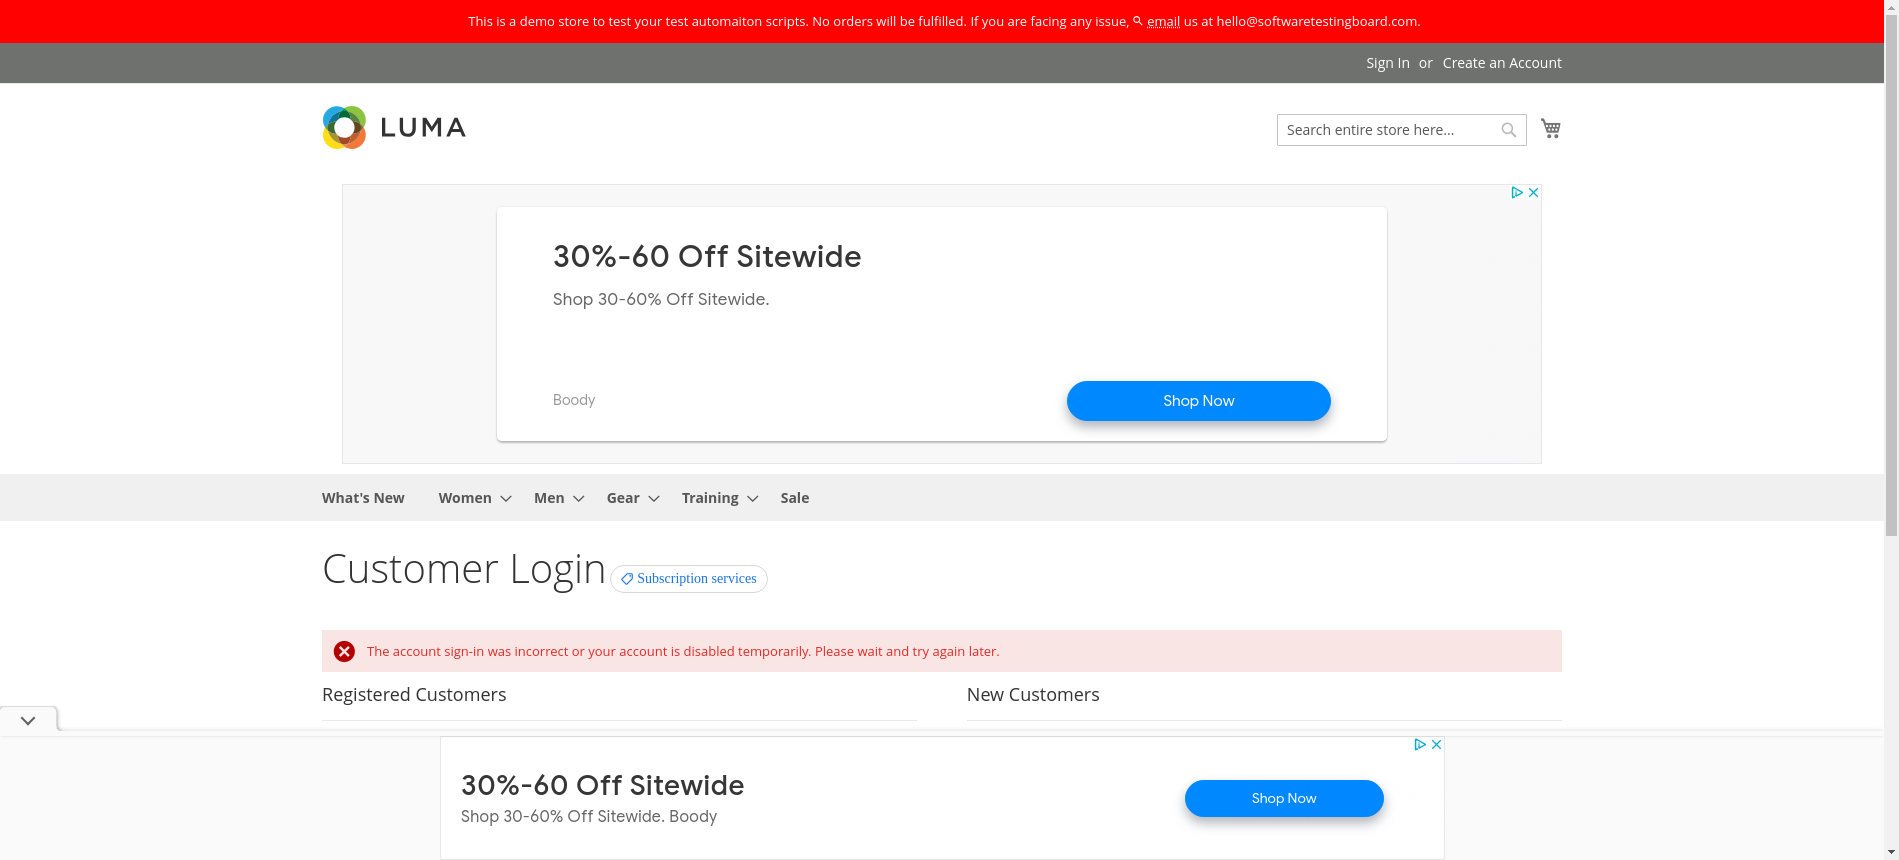 This is a demo store to test your test automaiton scripts. No orders will be fulfilled. If you are facing any issue, email us at hello@softwaretestingboard.com.
Sign In or Create an Account
LUMA
Search entire store here...
30%-60 Off Sitewide
Shop 30-60% Off Sitewide.
Boody
Shop Now
What's New Women Men Gear Training Sale
Customer Login
Subscription services
The account sign-in was incorrect or your account is disabled temporarily. Please wait and try again later.
Registered Customers
New Customers
30%-60 Off Sitewide
Shop 30-60% Off Sitewide. Boody
Shop Now